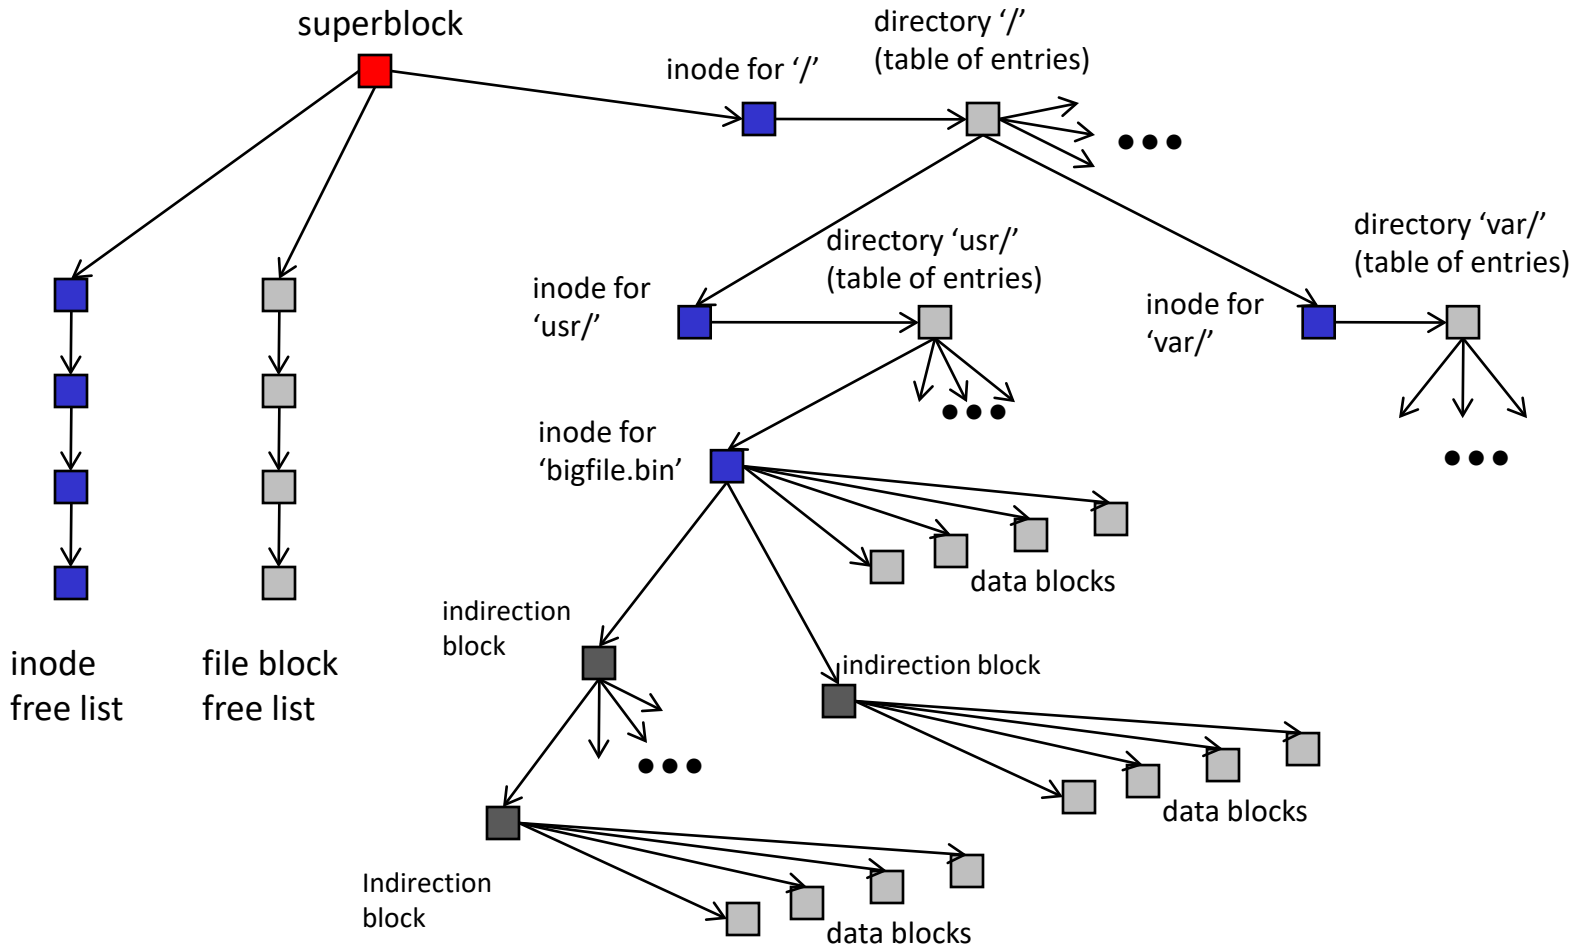 superblock
directory ‘/’
(table of entries)
inode for ‘/’
directory ‘usr/’
(table of entries)
directory ‘var/’
(table of entries)
inode for
‘usr/’
inode for
‘var/’
inode for
‘bigfile.bin’
data blocks
indirection
block
indirection block
inode
free list
file block
free list
data blocks
Indirection
block
data blocks